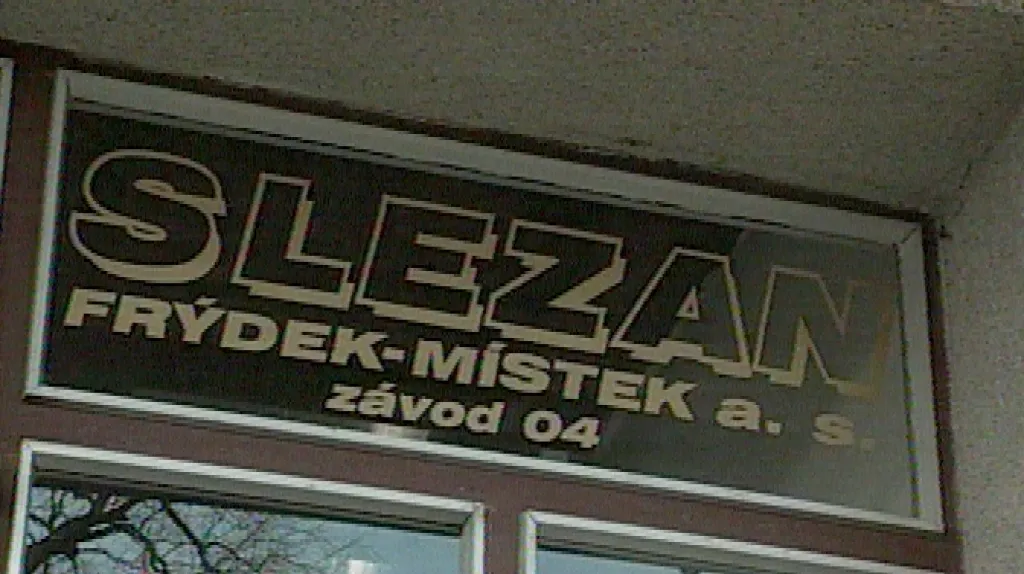 SLEZAN
FRÝDEK-MÍSTEK a. s.
závod 04